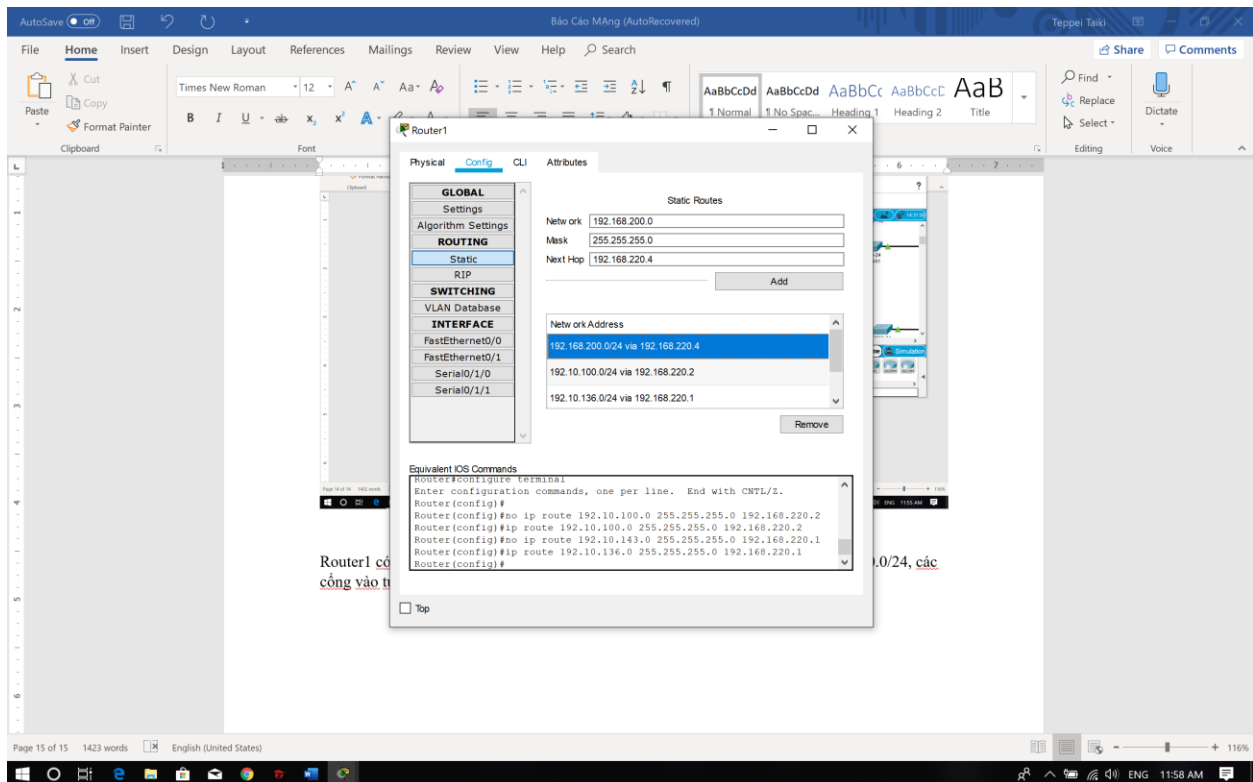 AutoSave Off
Báo Cáo MAng (AutoRecovered)
Teppei Taiki
File Home Insert Design Layout References Mailings Review View Help Search
Share Comments
Paste
Cut
Copy
Format Painter
Clipboard
Times New Roman 12
Font
AaBbCcDd AaBbCcDd AaBbCc AaBbCcD AaB
1 Normal 1 No Spac... Heading 1 Heading 2 Title
Find
Replace
Select
Editing
Dictate
Voice
Router1
Physical Config CLI Attributes
GLOBAL
Settings
Algorithm Settings
ROUTING
Static
RIP
SWITCHING
VLAN Database
INTERFACE
FastEthernet0/0
FastEthernet0/1
Serial0/1/0
Serial0/1/1
Static Routes
Network 192.168.200.0
Mask 255.255.255.0
Next Hop 192.168.220.4
Add
Network Address
192.168.200.0/24 via 192.168.220.4
192.10.100.0/24 via 192.168.220.2
192.10.136.0/24 via 192.168.220.1
Remove
Equivalent IOS Commands
Router#configure terminal
Enter configuration commands, one per line. End with CNTL/Z.
Router(config)#
Router(config)#no ip route 192.10.100.0 255.255.255.0 192.168.220.2
Router(config)#ip route 192.10.100.0 255.255.255.0 192.168.220.2
Router(config)#no ip route 192.10.143.0 255.255.255.0 192.168.220.1
Router(config)#ip route 192.10.136.0 255.255.255.0 192.168.220.1
Router(config)#
Top
Simulation
ENG 11:55 AM
Router1 có .0/24, các
cổng vào
Page 15 of 15 1423 words English (United States)
116%
ENG 11:58 AM